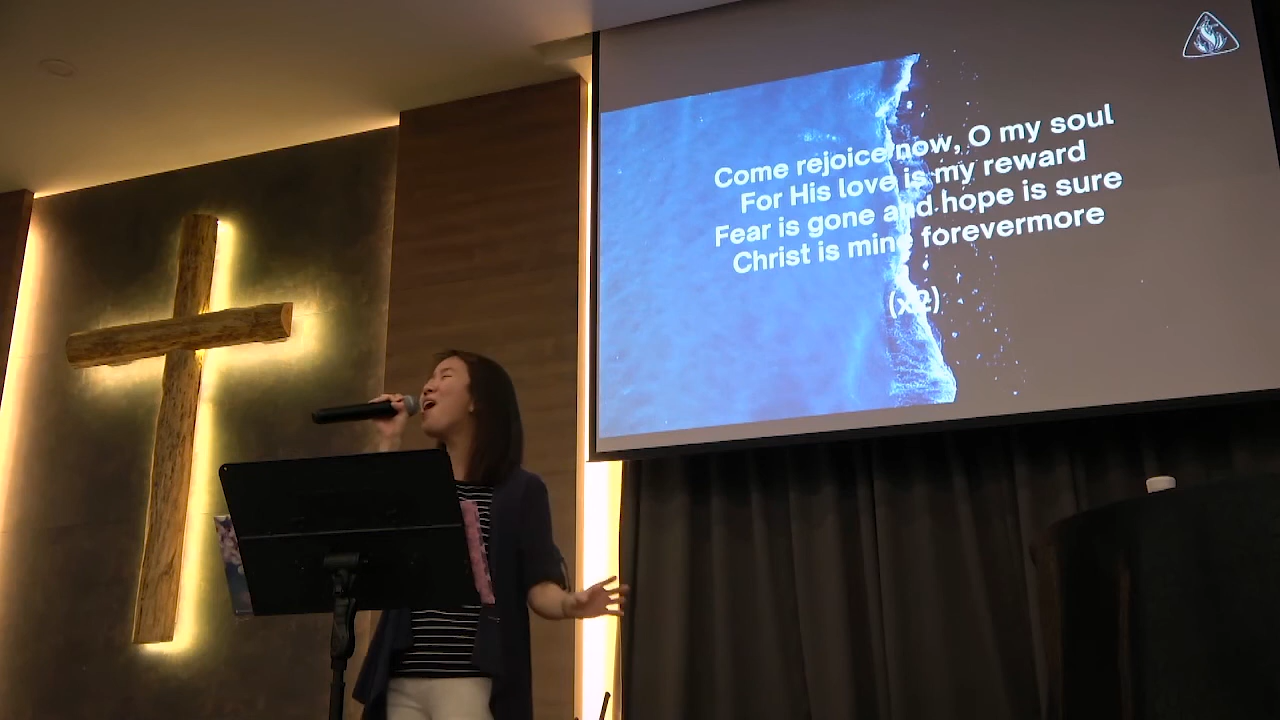 Come rejoice now, O my soul
For His love is my reward
Fear is gone and hope is sure
Christ is mine forevermore
(x2)